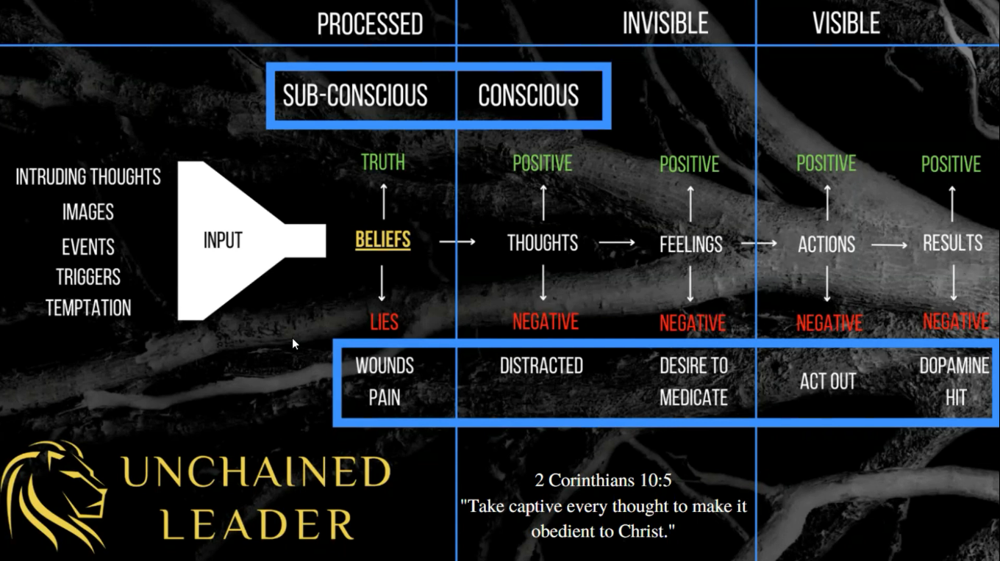 PROCESSED
INVISIBLE
VISIBLE
SUB-CONSCIOUS
CONSCIOUS
INTRUDING THOUGHTS
IMAGES
EVENTS
TRIGGERS
TEMPTATION
INPUT
TRUTH
BELIEFS
LIES
POSITIVE
THOUGHTS
NEGATIVE
POSITIVE
FEELINGS
NEGATIVE
POSITIVE
ACTIONS
NEGATIVE
POSITIVE
RESULTS
NEGATIVE
WOUNDS
PAIN
DISTRACTED
DESIRE TO
MEDICATE
ACT OUT
DOPAMINE
HIT
UNCHAINED
LEADER
2 Corinthians 10:5
"Take captive every thought to make it
obedient to Christ."